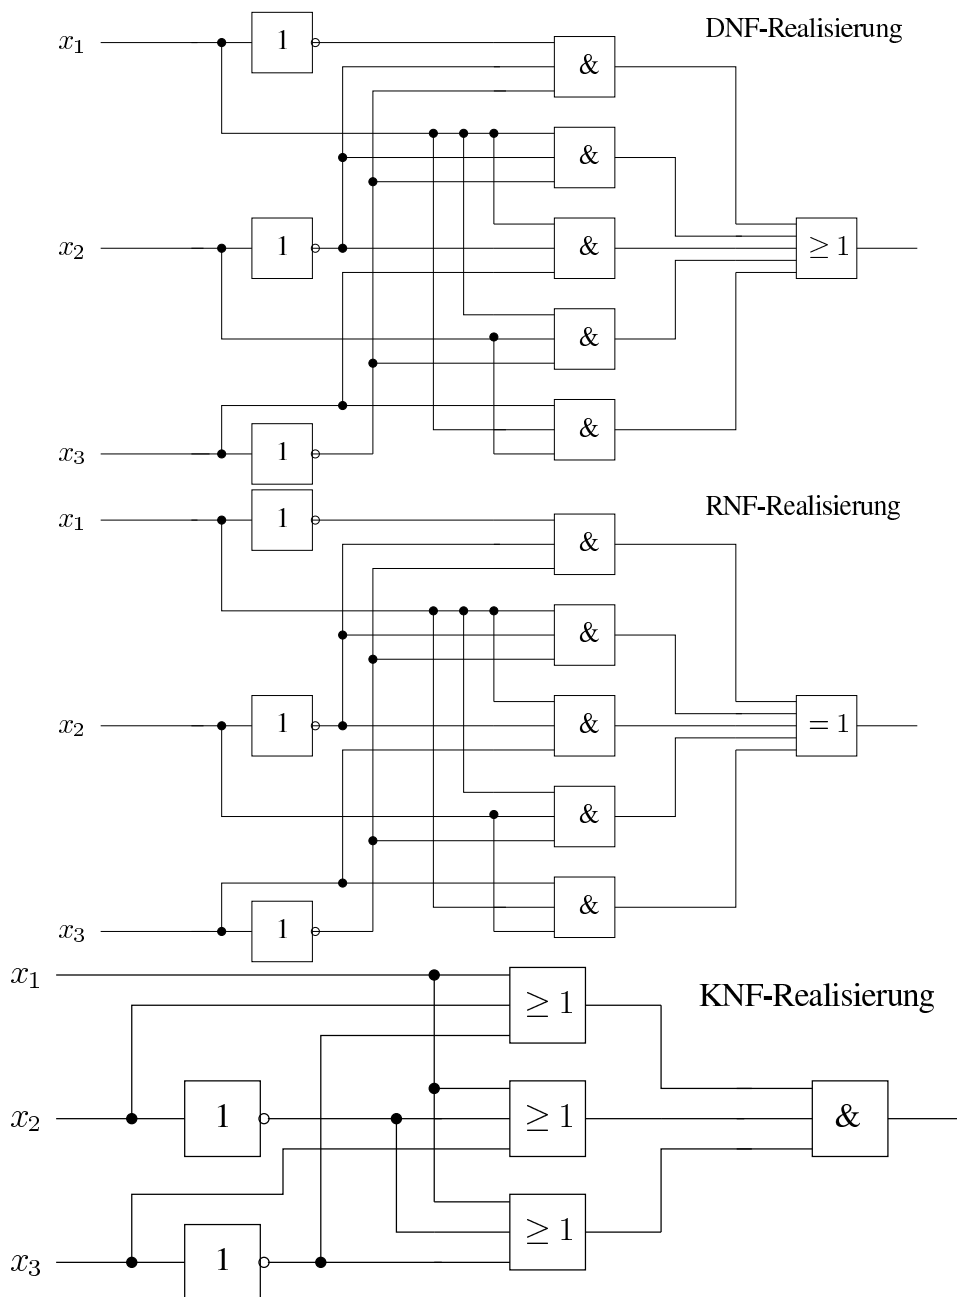 DNF-Realisierung
x₁ 1 &
&
x₂ 1 & ≥ 1
&
&
x₃ 1
RNF-Realisierung
x₁ 1 &
&
x₂ 1 & = 1
&
&
x₃ 1
x₁ ≥ 1 KNF-Realisierung
x₂ 1 ≥ 1 &
x₃ 1 ≥ 1